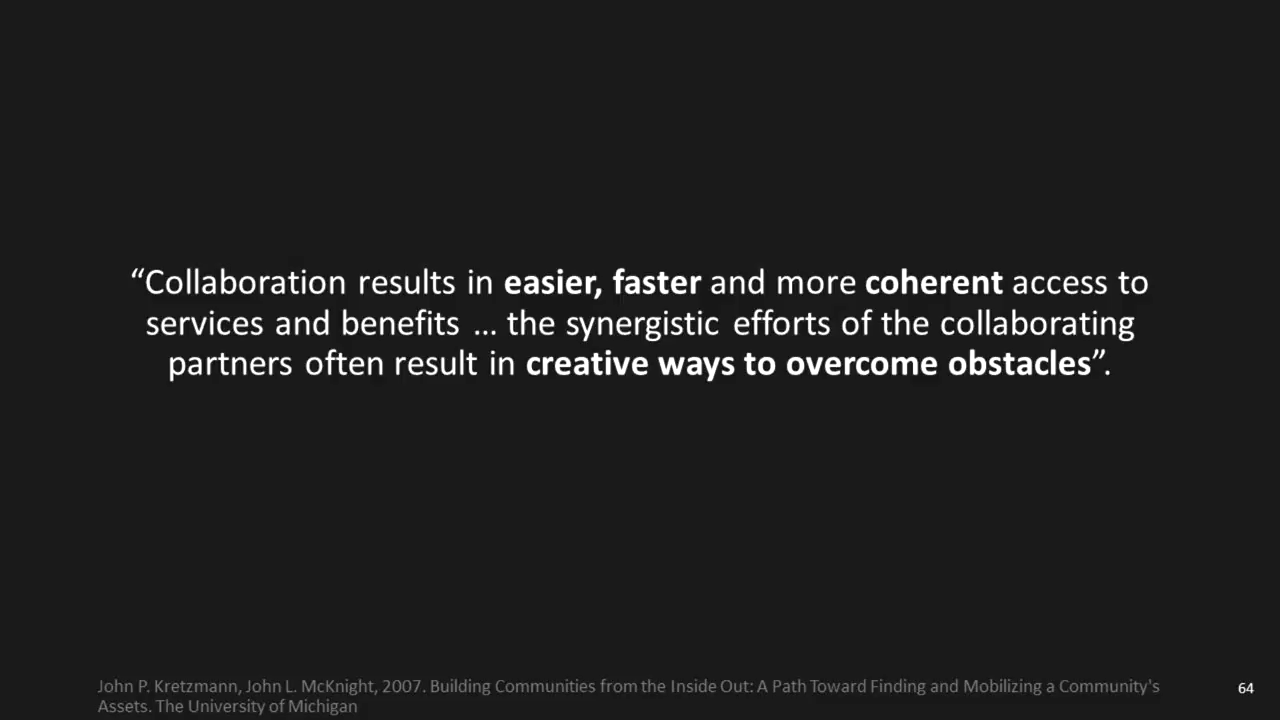 “Collaboration results in easier, faster and more coherent access to
services and benefits … the synergistic efforts of the collaborating
partners often result in creative ways to overcome obstacles”.
John P. Kretzmann, John L. McKnight, 2007. Building Communities from the Inside Out: A Path Toward Finding and Mobilizing a Community's
Assets. The University of Michigan
64